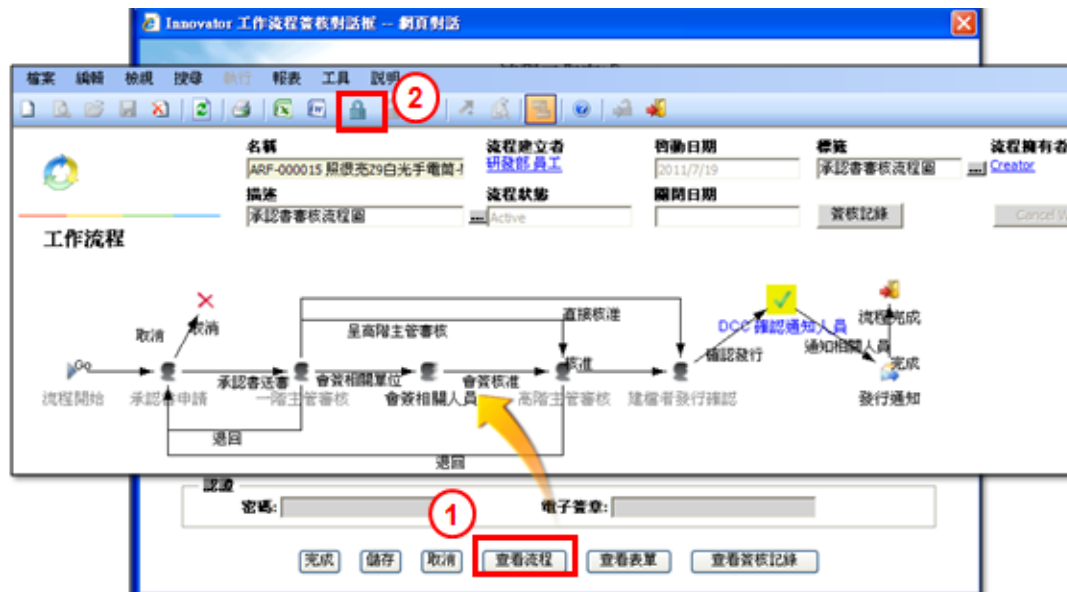 Innovator 工作流程簽核對話框 -- 網頁對話
檔案 編輯 檢視 搜尋 執行 報表 工具 說明
2
名稱 流程建立者 啓動日期 標籤 流程擁有者
ARF-000015 照很亮Z9白光手電筒- 研發部 員工 2011/7/19 承認書審核流程圖 ... Creator
描述 流程狀態 關閉日期
承認書審核流程圖 ... Active 簽核記錄 Cancel W
工作流程
取消 取消
呈高階主管審核 直接核准
DCC 確認通知人員 流程完成
Go 承認書送審 會簽相關單位 會簽核准 核准 確認發行 通知相關人員 完成
流程開始 承認書申請 一階主管審核 會簽相關人員 高階主管審核 建檔者發行確認 發行通知
退回
退回
認證
密碼: 1 電子簽章:
完成 儲存 取消 查看流程 查看表單 查看簽核記錄